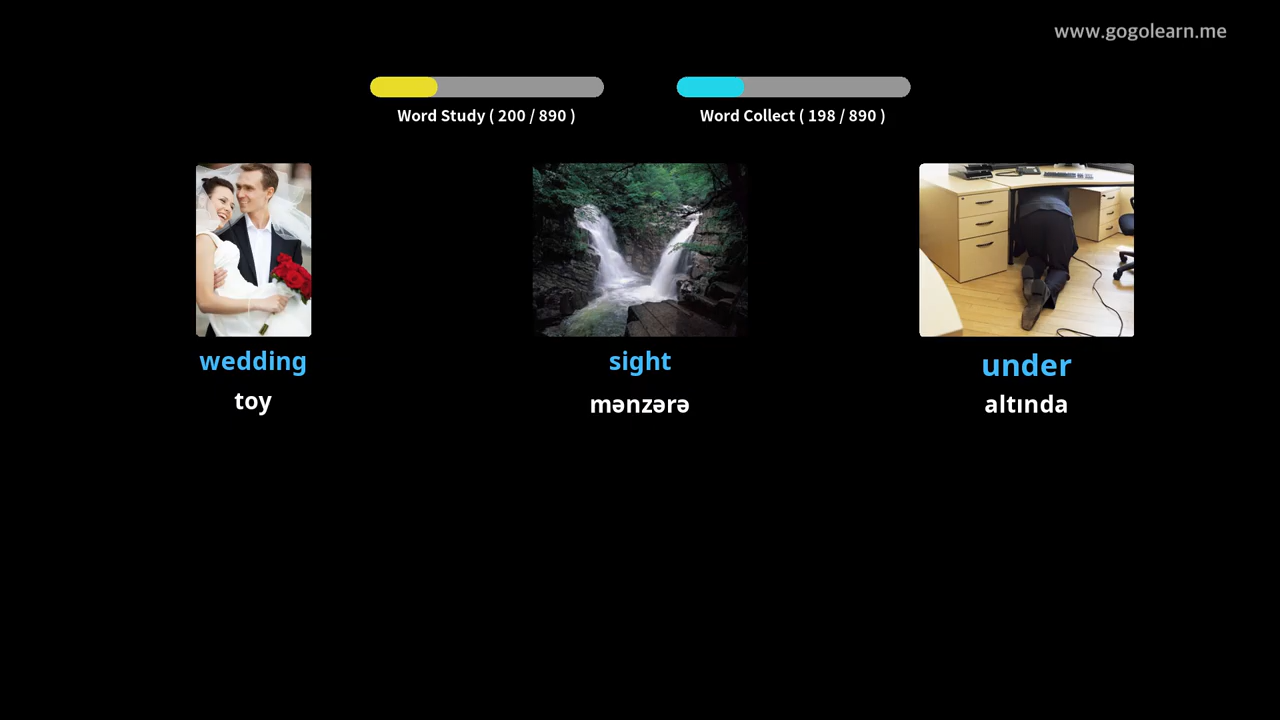 www.gogolearn.me
Word Study ( 200 / 890 )
Word Collect ( 198 / 890 )
wedding
toy
sight
mənzərə
under
altında